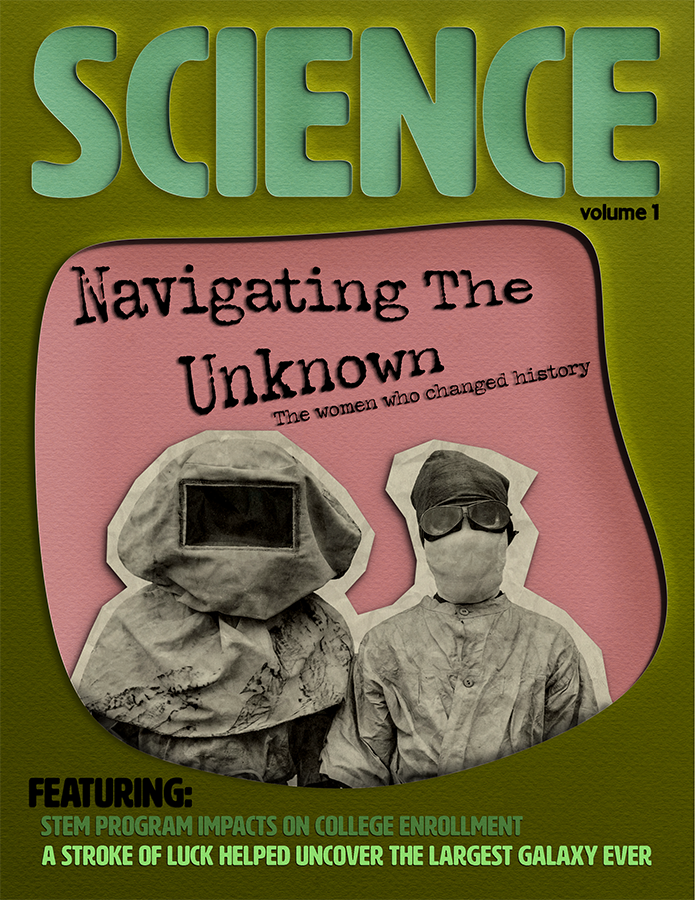 SCIENCE
volume 1
Navigating The
Unknown
The women who changed history
FEATURING:
STEM PROGRAM IMPACTS ON COLLEGE ENROLLMENT
A STROKE OF LUCK HELPED UNCOVER THE LARGEST GALAXY EVER